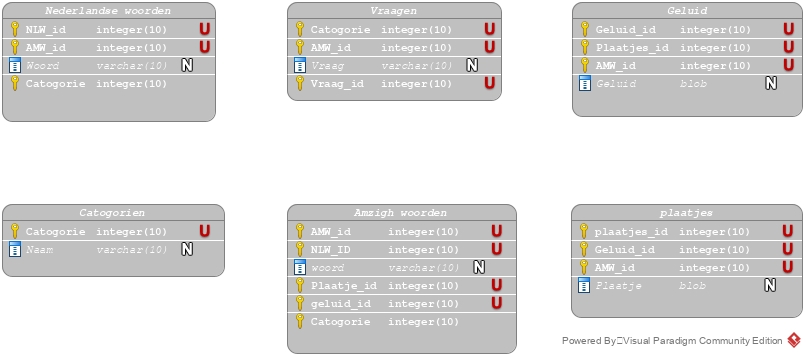 Nederlandse woorden
NLW_id integer(10) U
AMW_id integer(10) U
Woord varchar(10) N
Catogorie integer(10)
Vraagen
Catogorie integer(10) U
AMW_id integer(10) U
Vraag varchar(10) N
Vraag_id integer(10) U
Geluid
Geluid_id integer(10) U
Plaatjes_id integer(10) U
AMW_id integer(10) U
Geluid blob N
Catogorien
Catogorie integer(10) U
Naam varchar(10) N
Amzigh woorden
AMW_id integer(10) U
NLW_ID integer(10) U
woord varchar(10) N
Plaatje_id integer(10) U
geluid_id integer(10) U
Catogorie integer(10)
plaatjes
plaatjes_id integer(10) U
Geluid_id integer(10) U
AMW_id integer(10) U
Plaatje blob N
Powered By Visual Paradigm Community Edition